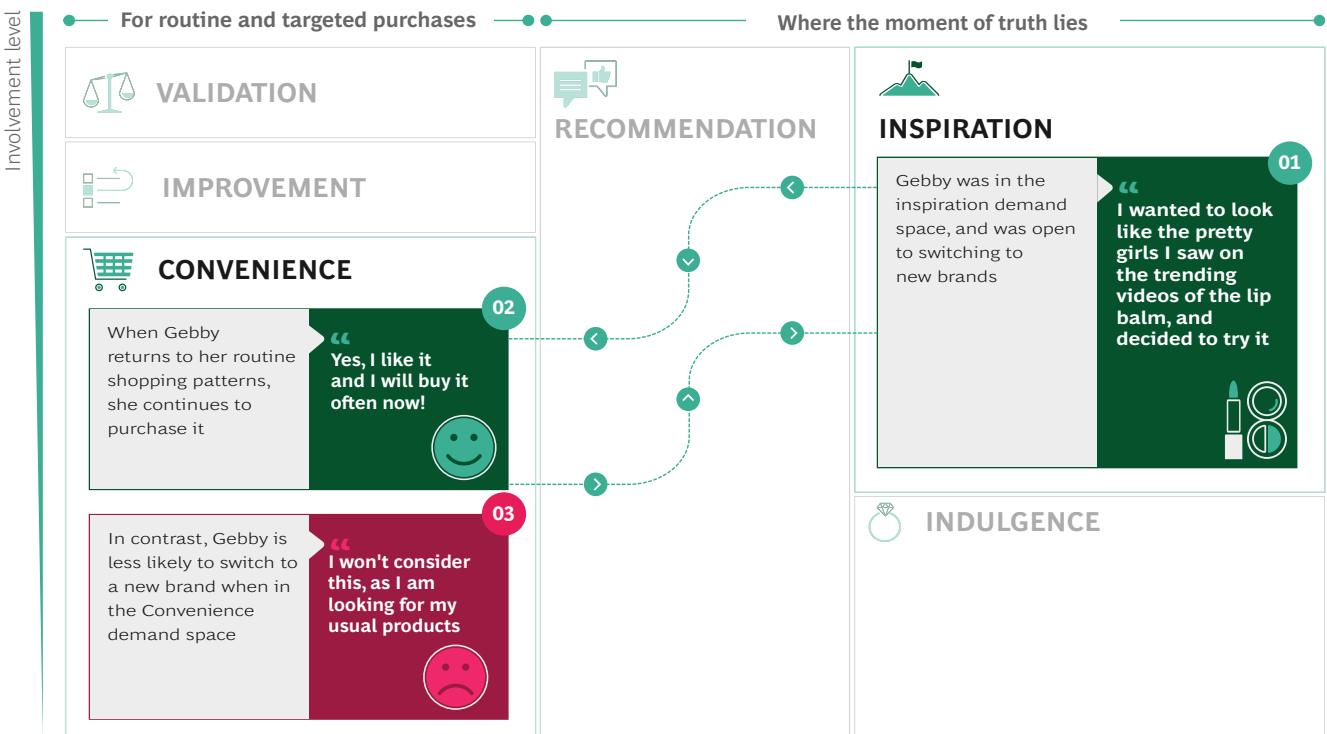 Involvement level
For routine and targeted purchases
Where the moment of truth lies
VALIDATION
IMPROVEMENT
CONVENIENCE
02
When Gebby
returns to her routine
shopping patterns,
she continues to
purchase it
“
Yes, I like it
and I will buy it
often now!
03
In contrast, Gebby is
less likely to switch to
a new brand when in
the Convenience
demand space
“
I won't consider
this, as I am
looking for my
usual products
RECOMMENDATION
INSPIRATION
01
Gebby was in the
inspiration demand
space, and was open
to switching to
new brands
“
I wanted to look
like the pretty
girls I saw on
the trending
videos of the lip
balm, and
decided to try it
INDULGENCE